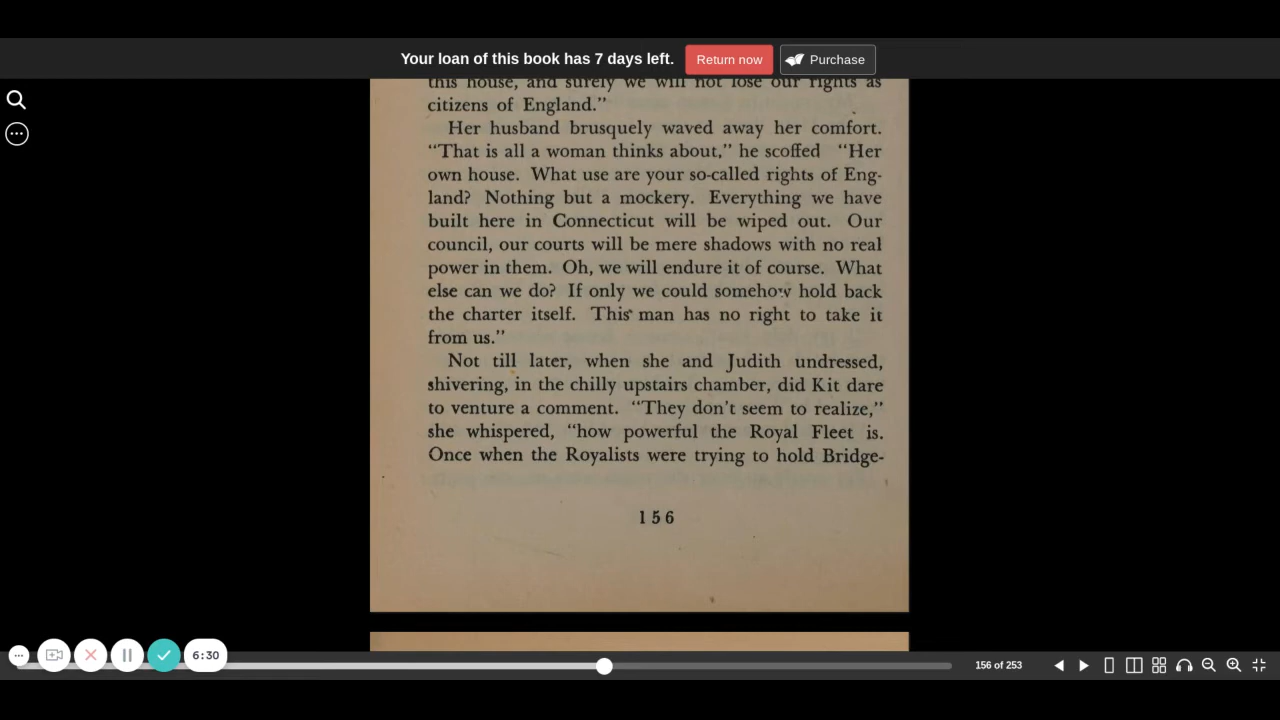 Your loan of this book has 7 days left. Return now Purchase
this house, and surely we will not lose our rights as
citizens of England.”
Her husband brusquely waved away her comfort.
“That is all a woman thinks about,” he scoffed “Her
own house. What use are your so-called rights of Eng-
land? Nothing but a mockery. Everything we have
built here in Connecticut will be wiped out. Our
council, our courts will be mere shadows with no real
power in them. Oh, we will endure it of course. What
else can we do? If only we could somehow hold back
the charter itself. This man has no right to take it
from us.”
Not till later, when she and Judith undressed,
shivering, in the chilly upstairs chamber, did Kit dare
to venture a comment. “They don’t seem to realize,”
she whispered, “how powerful the Royal Fleet is.
Once when the Royalists were trying to hold Bridge-
156
6:30
156 of 253